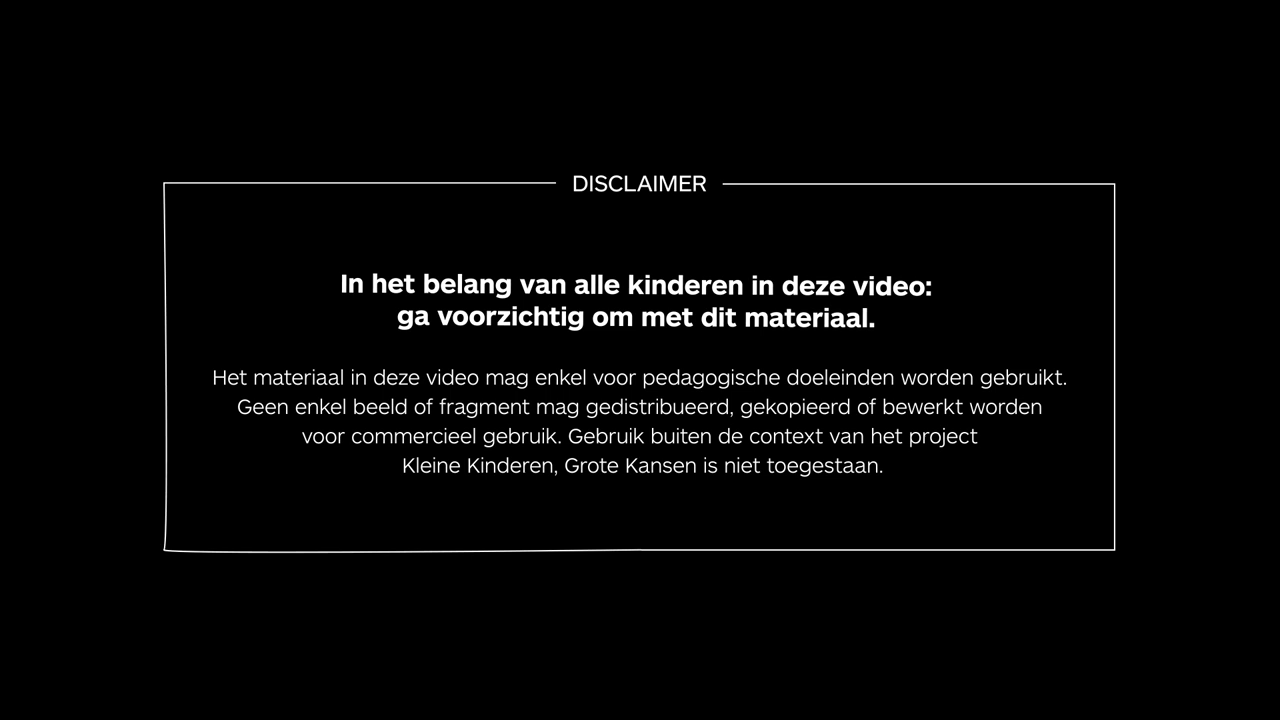 DISCLAIMER
In het belang van alle kinderen in deze video:
ga voorzichtig om met dit materiaal.
Het materiaal in deze video mag enkel voor pedagogische doeleinden worden gebruikt.
Geen enkel beeld of fragment mag gedistribueerd, gekopieerd of bewerkt worden
voor commercieel gebruik. Gebruik buiten de context van het project
Kleine Kinderen, Grote Kansen is niet toegestaan.